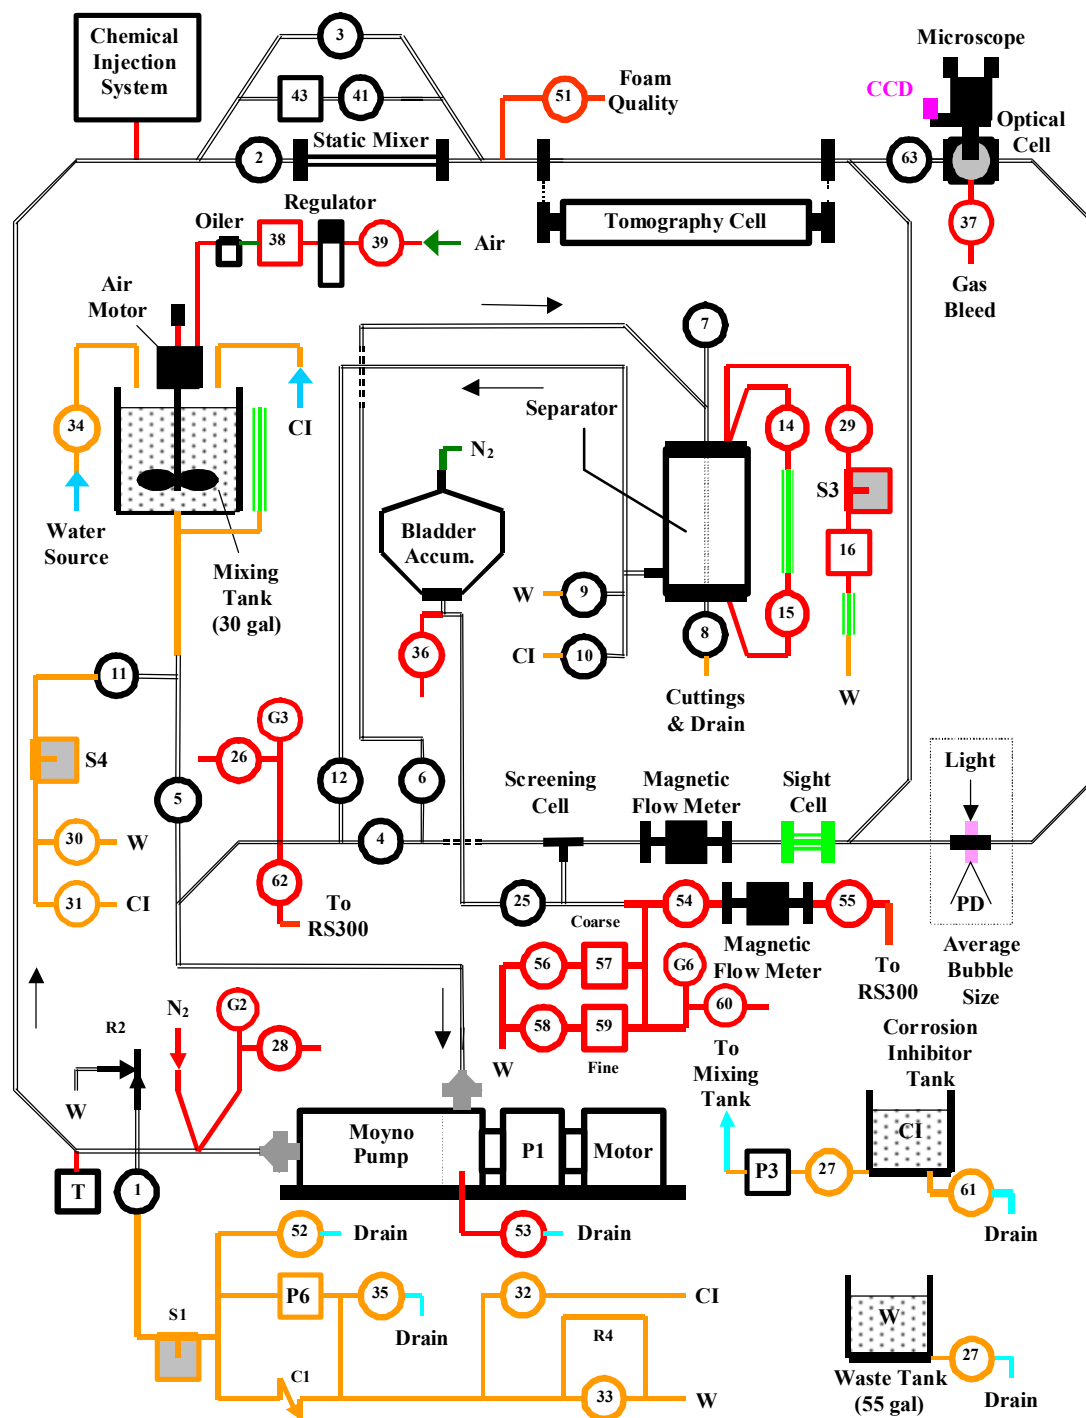 Chemical
Injection
System
3
43
41
51
Foam
Quality
Microscope
CCD
Optical
Cell
2
Static Mixer
63
37
Gas
Bleed
Tomography Cell
Regulator
Oiler
38
39
Air
Air
Motor
34
CI
Water
Source
Mixing
Tank
(30 gal)
7
Separator
14
29
S3
16
15
W
N2
Bladder
Accum.
9
W
10
CI
36
8
Cuttings
& Drain
11
S4
5
30
W
31
CI
G3
26
62
To
RS300
12
6
4
Screening
Cell
Magnetic
Flow Meter
Sight
Cell
Light
PD
Average
Bubble
Size
25
Coarse
54
55
Magnetic
Flow Meter
To
RS300
56
57
G6
60
58
59
W
Fine
To
Mixing
Tank
Corrosion
Inhibitor
Tank
CI
P3
27
61
Drain
R2
W
N2
G2
28
T
1
Moyno
Pump
P1
Motor
52
Drain
53
Drain
P6
35
Drain
32
CI
S1
C1
R4
33
W
W
27
Waste Tank
(55 gal)
Drain